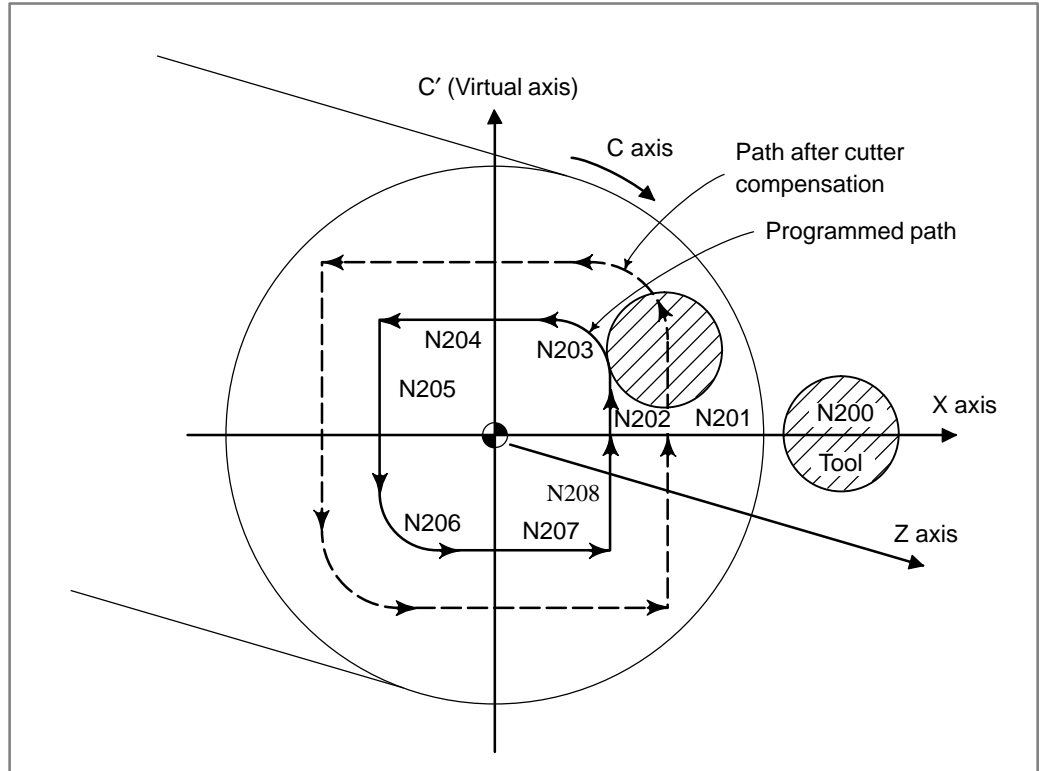 C′ (Virtual axis)
C axis
Path after cutter
compensation
Programmed path
N204
N203
N205
N202
N201
N200
X axis
Tool
N208
N206
N207
Z axis